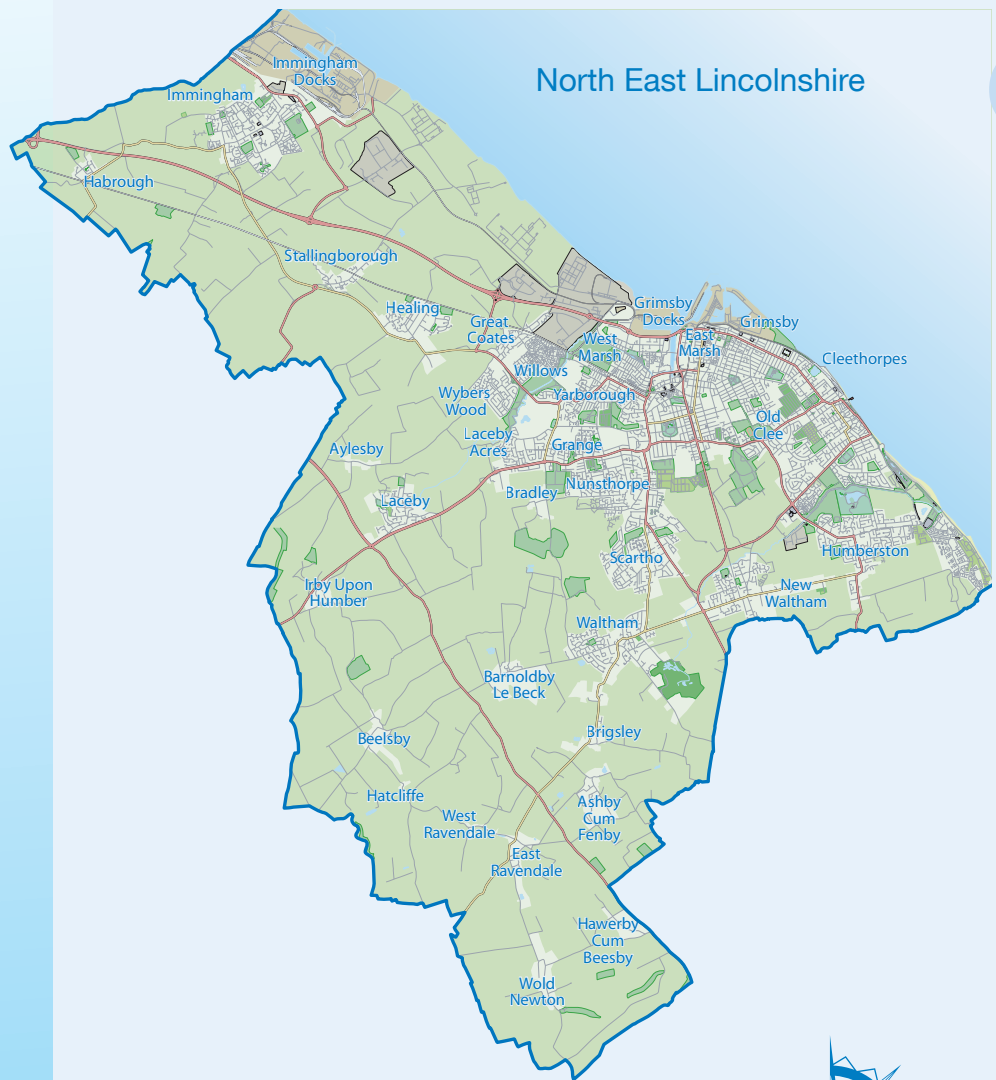 North East Lincolnshire
Immingham
Docks
Immingham
Habrough
Stallingborough
Healing
Great
Coates
Grimsby
Docks
West
Marsh
East
Marsh
Grimsby
Cleethorpes
Willows
Wybers
Wood
Yarborough
Old
Clee
Laceby
Acres
Grange
Aylesby
Laceby
Bradley
Nunsthorpe
Scartho
Humberston
Irby Upon
Humber
New
Waltham
Waltham
Barnoldby
Le Beck
Beelsby
Brigsley
Hatcliffe
West
Ravendale
Ashby
Cum
Fenby
East
Ravendale
Hawerby
Cum
Beesby
Wold
Newton